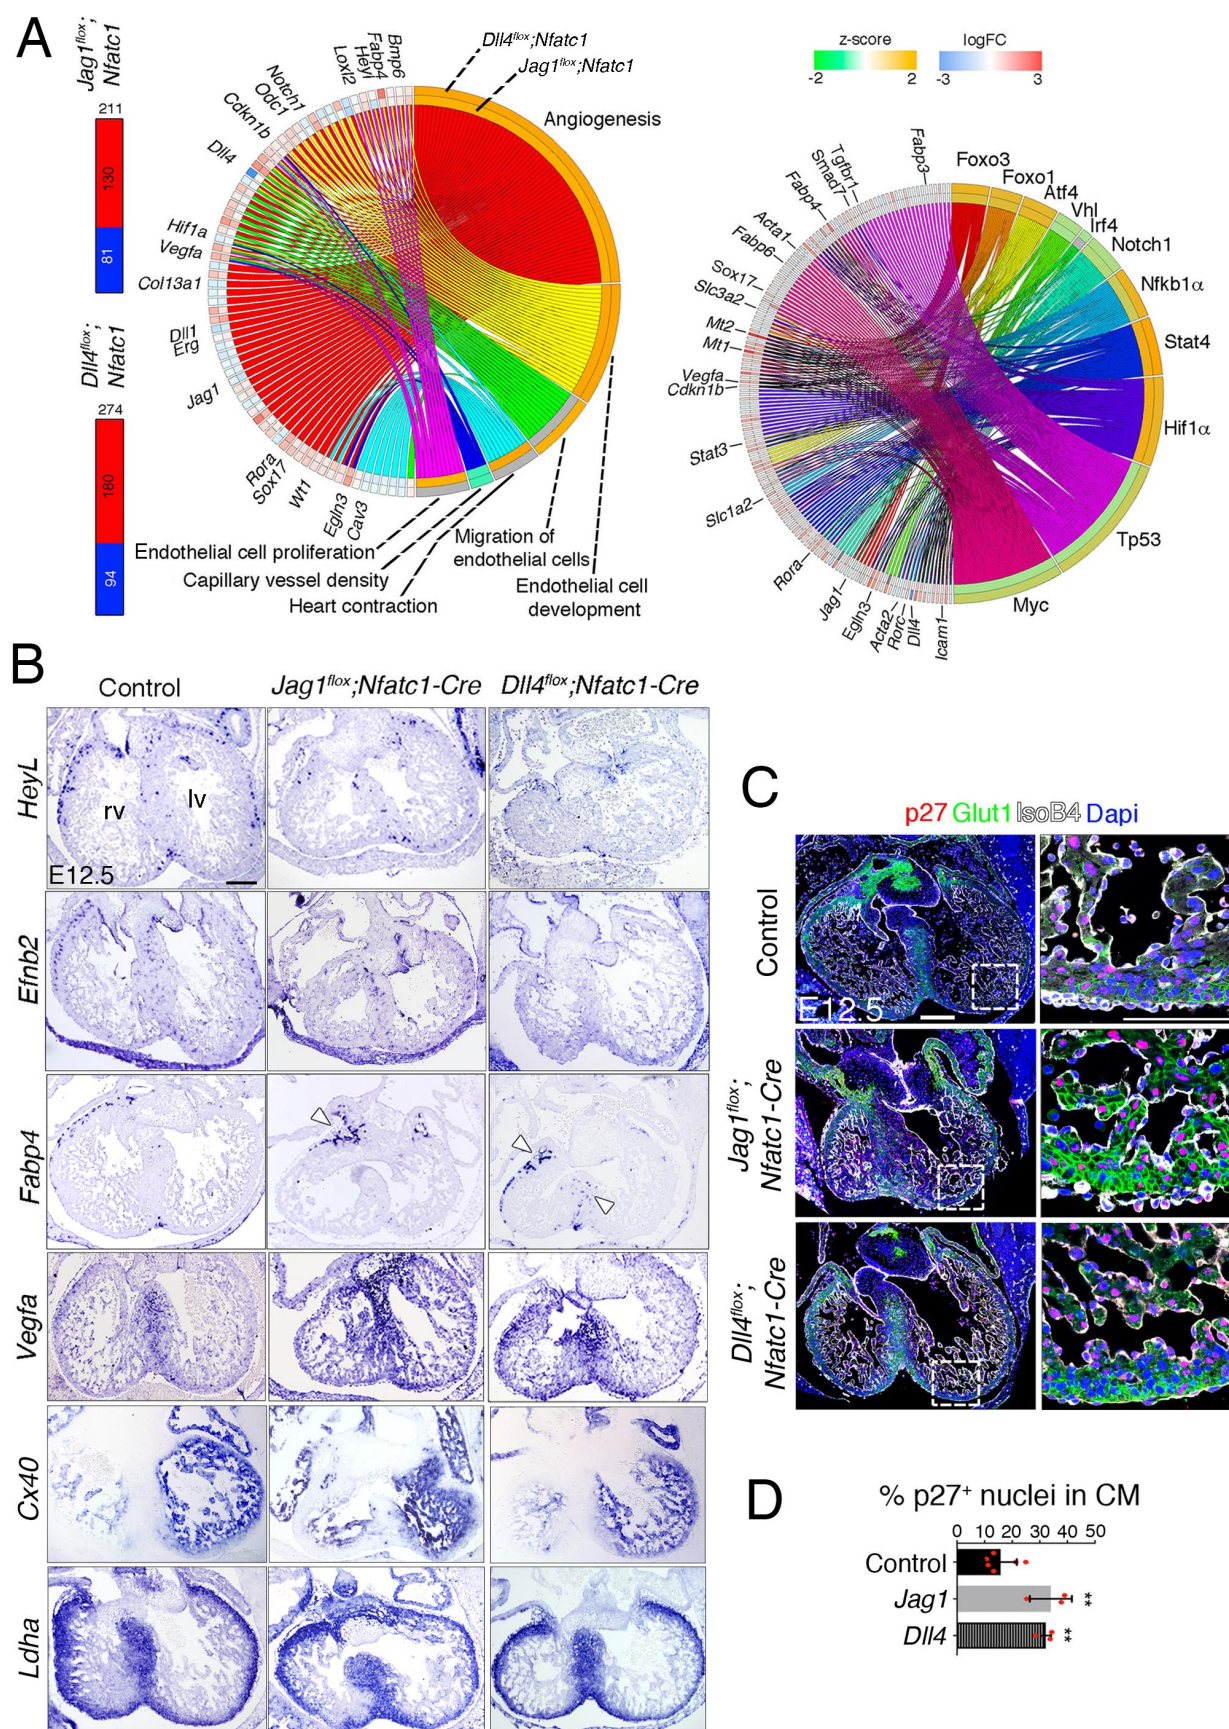 A
Jag1flox;
Nfatc1
211
130
81
Dll4flox;
Nfatc1
274
180
94
Bmp6
Fabp4
Heyl
Loxl2
Notch1
Odc1
Cdkn1b
Dll4
Hif1a
Vegfa
Col13a1
Dll1
Erg
Jag1
Rora
Sox17
Wt1
Egln3
Cav3
Dll4flox;Nfatc1
Jag1flox;Nfatc1
Angiogenesis
Endothelial cell proliferation
Capillary vessel density
Heart contraction
Migration of
endothelial cells
Endothelial cell
development
z-score
-2
2
logFC
-3
3
Fabp3
Tgfbr1
Smad7
Fabp4
Acta1
Fabp6
Sox17
Slc3a2
Mt2
Mt1
Vegfa
Cdkn1b
Stat3
Slc1a2
Rora
Jag1
Egln3
Acta2
Rorc
Dll4
Icam1
Foxo3
Foxo1
Atf4
Vhl
Irf4
Notch1
Nfkb1α
Stat4
Hif1α
Tp53
Myc
B
Control
Jag1flox;Nfatc1-Cre
Dll4flox;Nfatc1-Cre
HeyL
rv
lv
E12.5
Efnb2
Fabp4
Vegfa
Cx40
Ldha
C
p27 Glut1 IsoB4 Dapi
Control
E12.5
Jag1flox;
Nfatc1-Cre
Dll4flox;
Nfatc1-Cre
D
% p27+ nuclei in CM
0 10 20 30 40 50
Control
Jag1
**
Dll4
**